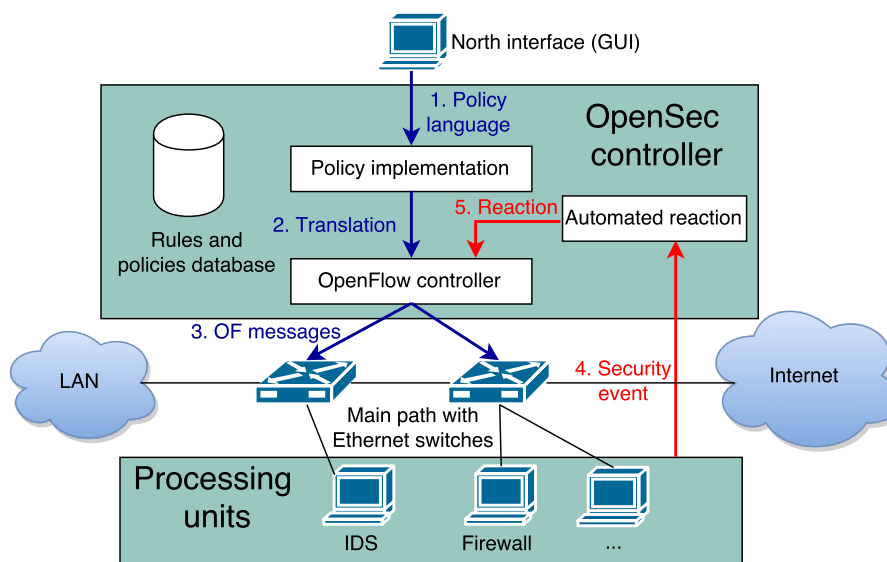 North interface (GUI)
1. Policy
language
OpenSec
controller
Policy implementation
Rules and
policies database
2. Translation
5. Reaction
Automated reaction
OpenFlow controller
3. OF messages
LAN
4. Security
event
Internet
Main path with
Ethernet switches
Processing
units
IDS
Firewall
...